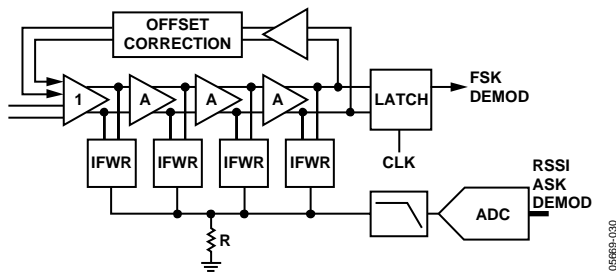 OFFSET
CORRECTION
1
A
A
A
LATCH
FSK
DEMOD
IFWR
IFWR
IFWR
IFWR
CLK
RSSI
ASK
DEMOD
R
ADC
05669-030